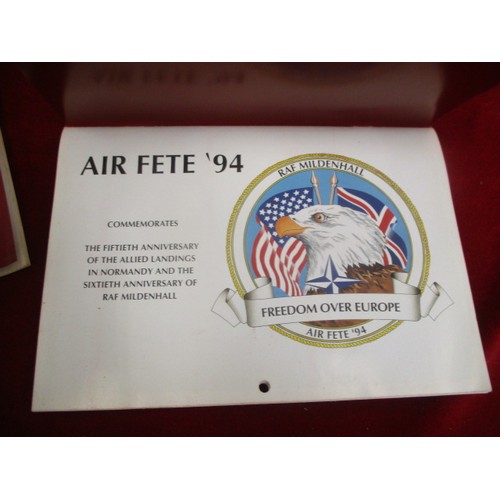 AIR FETE '94
COMMEMORATES
THE FIFTIETH ANNIVERSARY
OF THE ALLIED LANDINGS
IN NORMANDY AND THE
SIXTIETH ANNIVERSARY OF
RAF MILDENHALL
RAF MILDENHALL
FREEDOM OVER EUROPE
AIR FETE '94